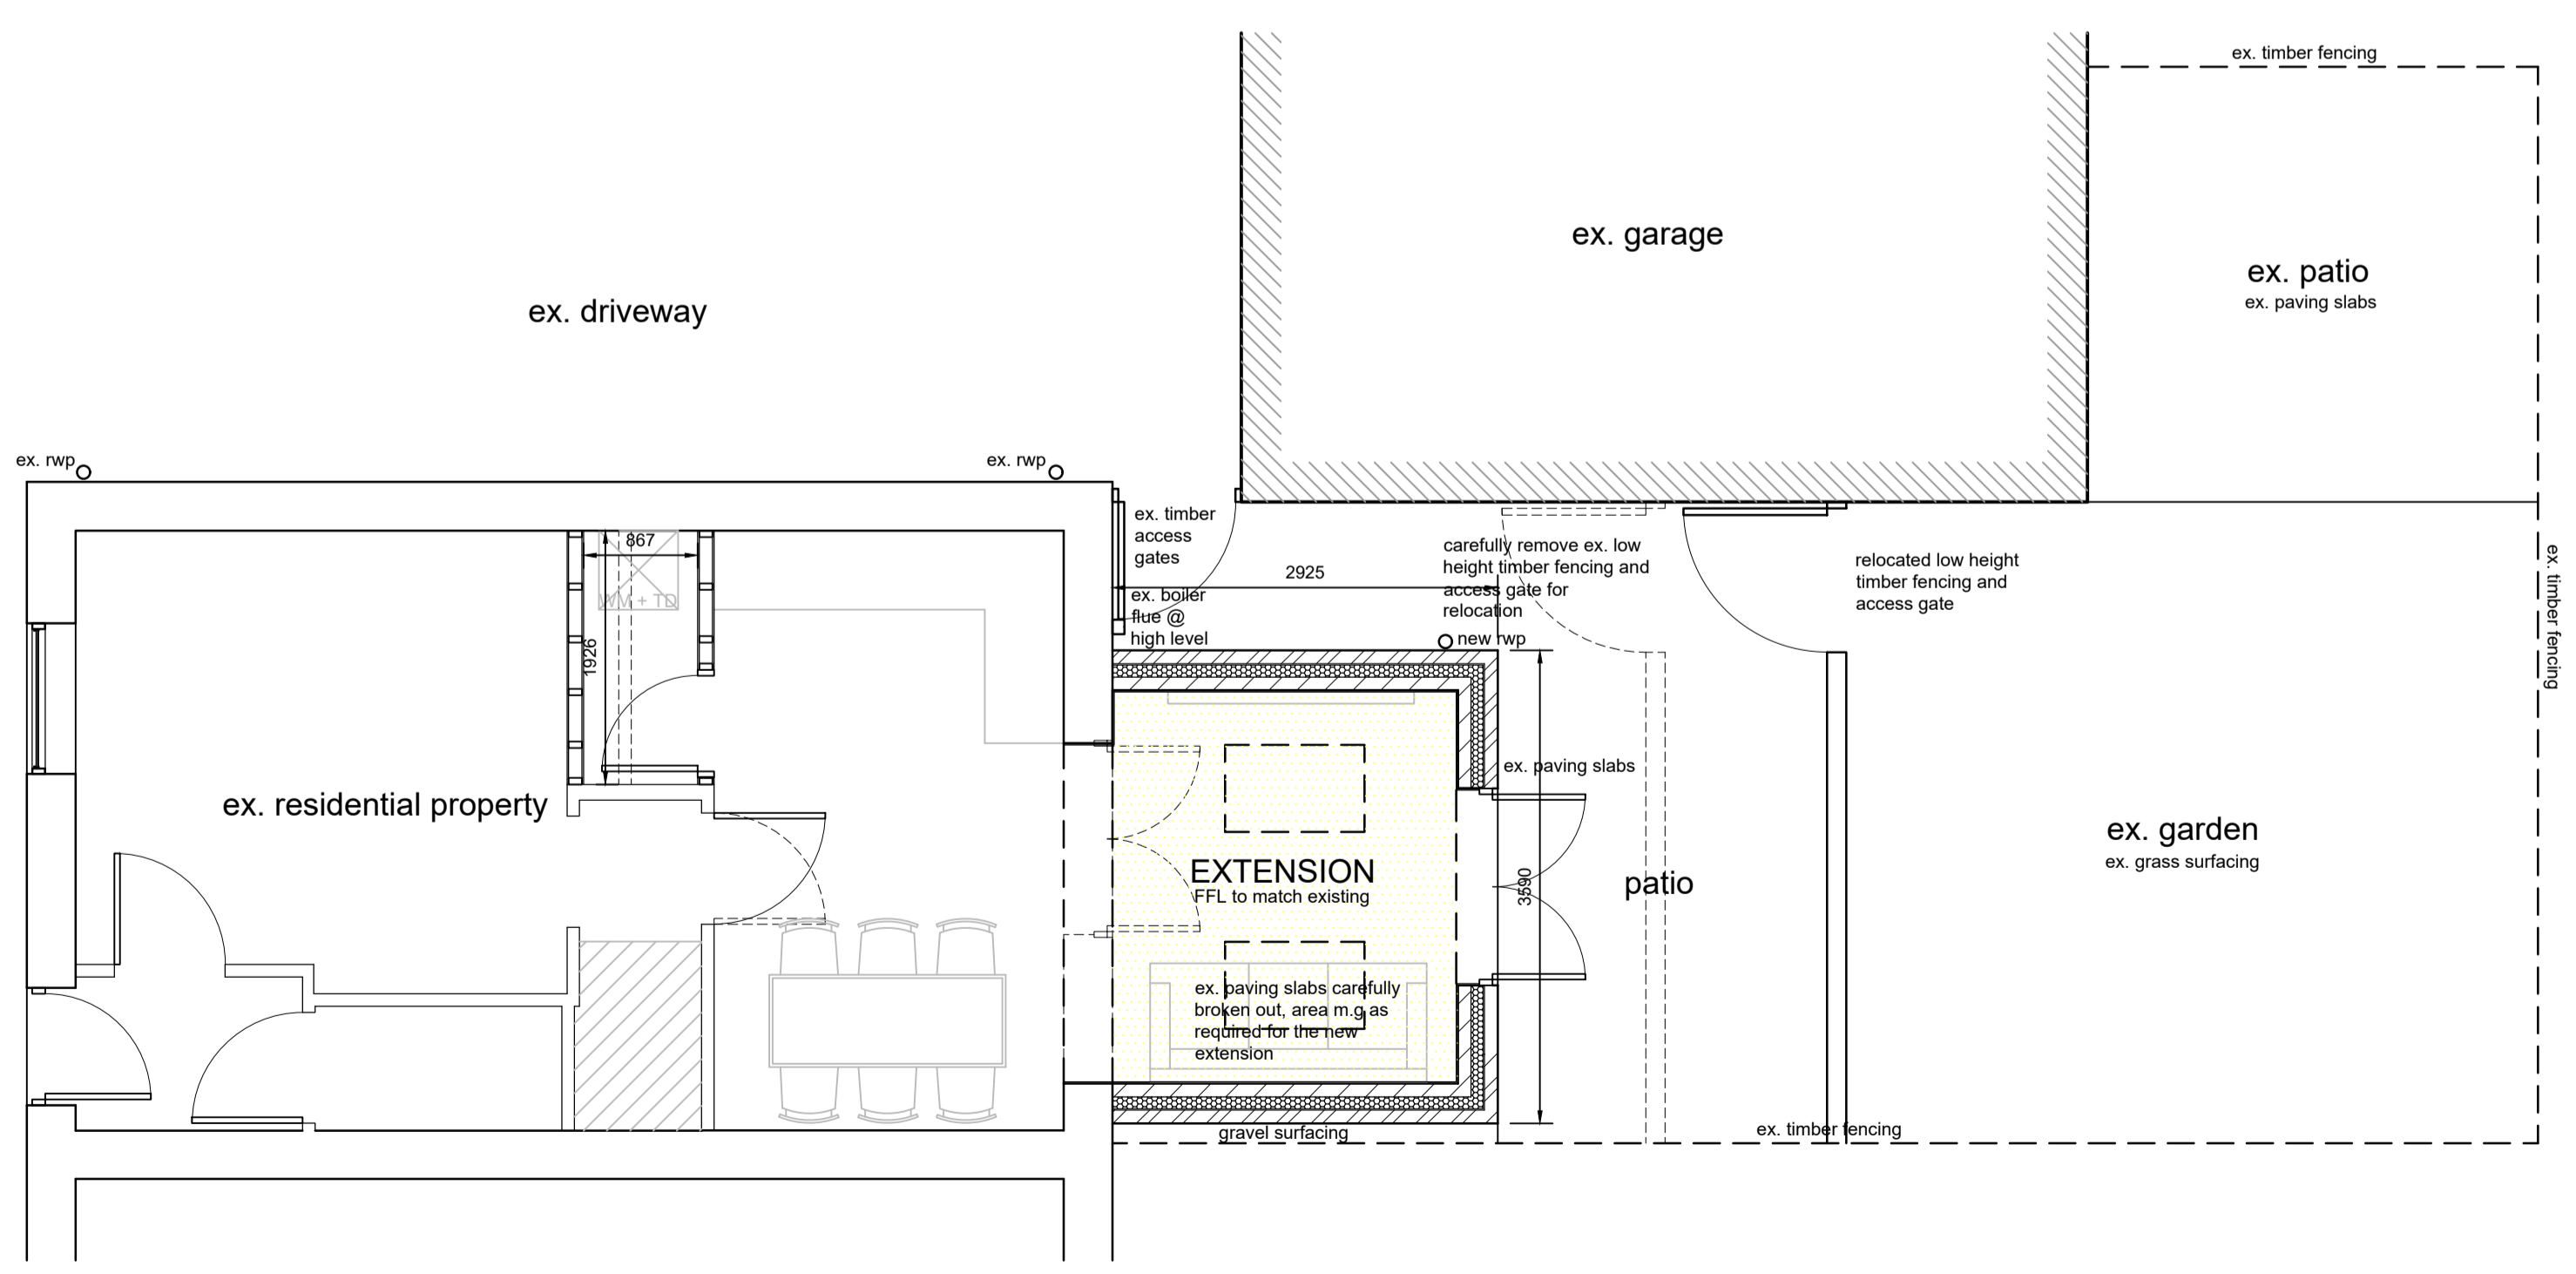 ex. timber fencing
ex. garage
ex. patio
ex. paving slabs
ex. driveway
ex. rwp
ex. rwp
ex. timber
access
gates
867
WM + TD
1926
2925
carefully remove ex. low
height timber fencing and
access gate for
relocation
relocated low height
timber fencing and
access gate
ex. timber fencing
ex. boiler
flue @
high level
new rwp
ex. paving slabs
ex. residential property
EXTENSION
FFL to match existing
3590
patio
ex. garden
ex. grass surfacing
ex. paving slabs carefully
broken out, area m.g as
required for the new
extension
gravel surfacing
ex. timber fencing